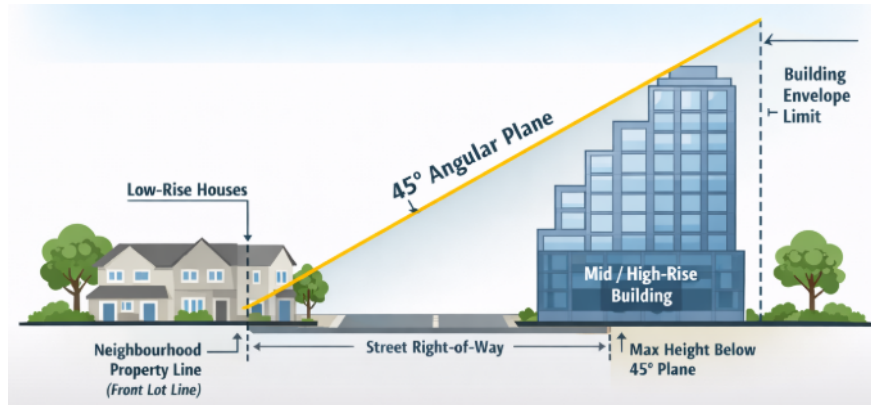 Building
Envelope
Limit
45° Angular Plane
Low-Rise Houses
Mid / High-Rise
Building
Neighbourhood
Property Line
(Front Lot Line)
Street Right-of-Way
Max Height Below
45° Plane